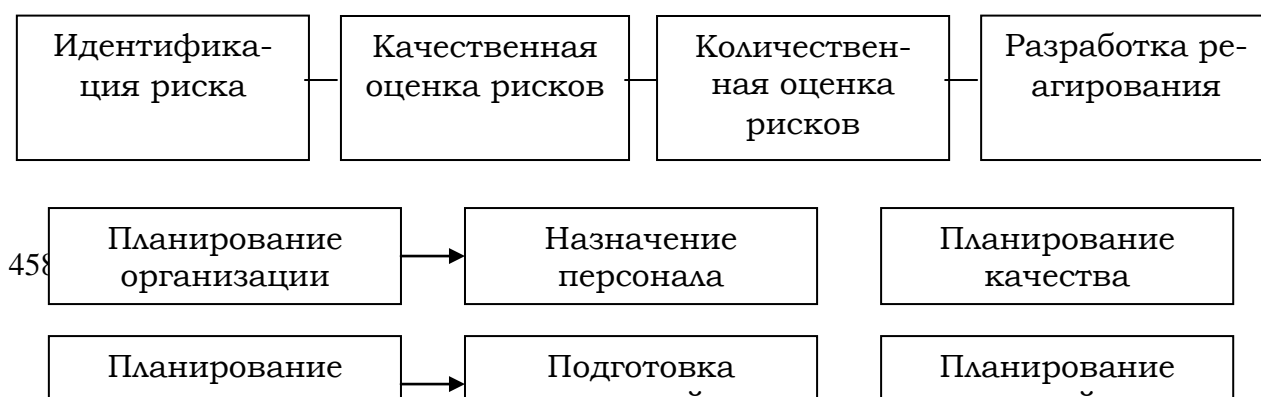 Идентифика-
ция риска
Качественная
оценка рисков
Количествен-
ная оценка
рисков
Разработка ре-
агирования
Планирование
организации
Назначение
персонала
Планирование
качества
458
Планирование
Подготовка
Планирование